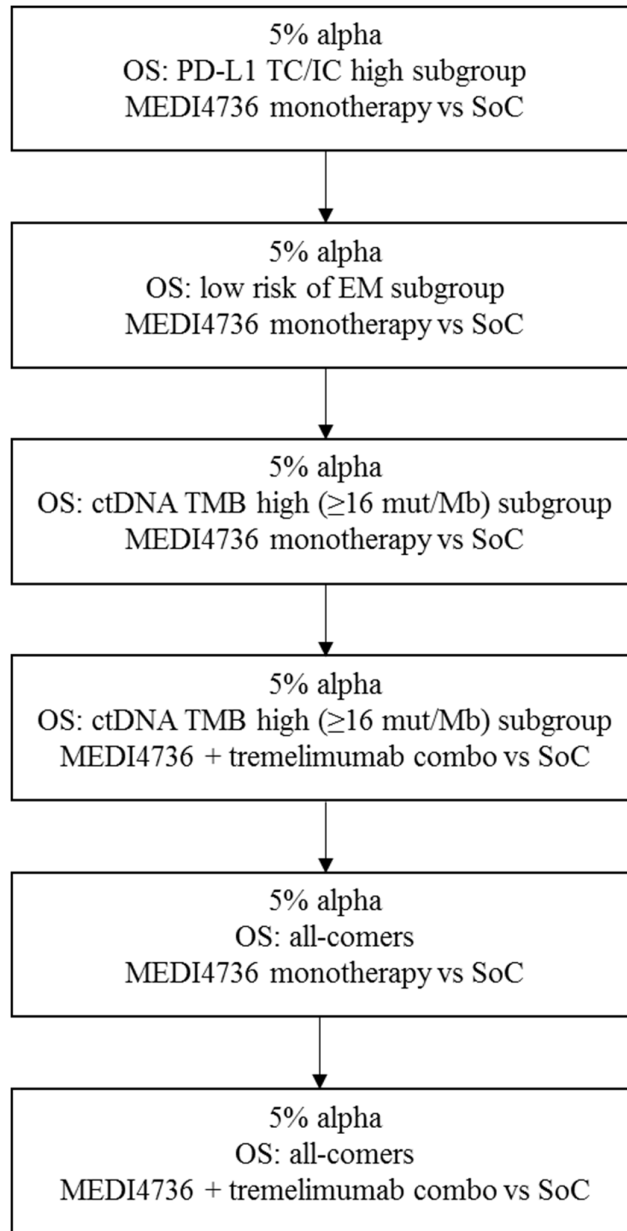 5% alpha
OS: PD-L1 TC/IC high subgroup
MEDI4736 monotherapy vs SoC
5% alpha
OS: low risk of EM subgroup
MEDI4736 monotherapy vs SoC
5% alpha
OS: ctDNA TMB high (≥16 mut/Mb) subgroup
MEDI4736 monotherapy vs SoC
5% alpha
OS: ctDNA TMB high (≥16 mut/Mb) subgroup
MEDI4736 + tremelimumab combo vs SoC
5% alpha
OS: all-comers
MEDI4736 monotherapy vs SoC
5% alpha
OS: all-comers
MEDI4736 + tremelimumab combo vs SoC